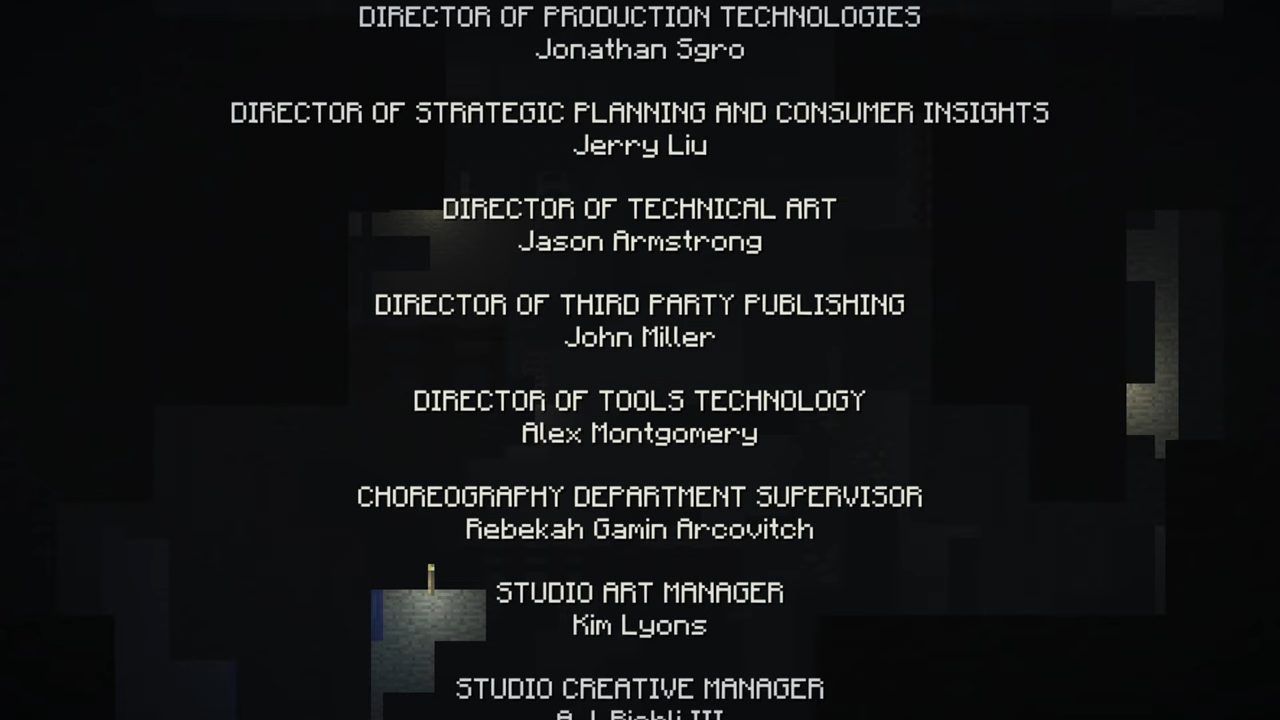 DIRECTOR OF PRODUCTION TECHNOLOGIES
Jonathan Sgro
DIRECTOR OF STRATEGIC PLANNING AND CONSUMER INSIGHTS
Jerry Liu
DIRECTOR OF TECHNICAL ART
Jason Armstrong
DIRECTOR OF THIRD PARTY PUBLISHING
John Miller
DIRECTOR OF TOOLS TECHNOLOGY
Alex Montgomery
CHOREOGRAPHY DEPARTMENT SUPERVISOR
Rebekah Gamin Arcovitch
STUDIO ART MANAGER
Kim Lyons
STUDIO CREATIVE MANAGER